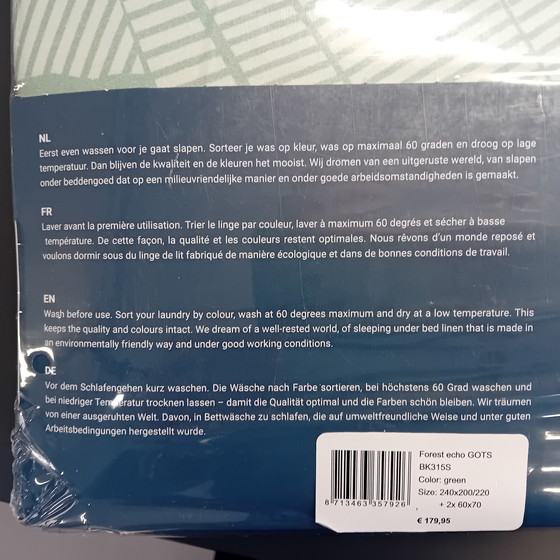 NL
Eerst even wassen voor je gaat slapen. Sorteer je was op kleur, was op maximaal 60 graden en droog op lage
temperatuur. Dan blijven de kwaliteit en de kleuren het mooist. Wij dromen van een uitgeruste wereld, van slapen
onder beddengoed dat op een milieuvriendelijke manier en onder goede arbeidsomstandigheden is gemaakt.
FR
Laver avant la première utilisation. Trier le linge par couleur, laver à maximum 60 degrés et sécher à basse
température. De cette façon, la qualité et les couleurs restent optimales. Nous rêvons d'un monde reposé et
voulons dormir sous du linge de lit fabriqué de manière écologique et dans de bonnes conditions de travail.
EN
Wash before use. Sort your laundry by colour, wash at 60 degrees maximum and dry at a low temperature. This
keeps the quality and colours intact. We dream of a well-rested world, of sleeping under bed linen that is made in
an environmentally friendly way and under good working conditions.
DE
Vor dem Schlafengehen kurz waschen. Die Wäsche nach Farbe sortieren, bei höchstens 60 Grad waschen und
bei niedriger Temperatur trocknen lassen – damit die Qualität optimal und die Farben schön bleiben. Wir träumen
von einer ausgeruhten Welt. Davon, in Bettwäsche zu schlafen, die auf umweltfreundliche Weise und unter guten
Arbeitsbedingungen hergestellt wurde.
Forest echo GOTS
BK315S
Color: green
Size: 240x200/220
+ 2x 60x70
8 713463 357926
€ 179,95